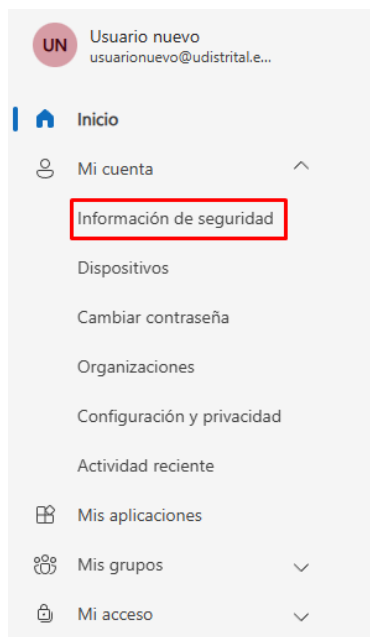 UN
Usuario nuevo
usuarionuevo@udistrital.e...
Inicio
Mi cuenta
Información de seguridad
Dispositivos
Cambiar contraseña
Organizaciones
Configuración y privacidad
Actividad reciente
Mis aplicaciones
Mis grupos
Mi acceso